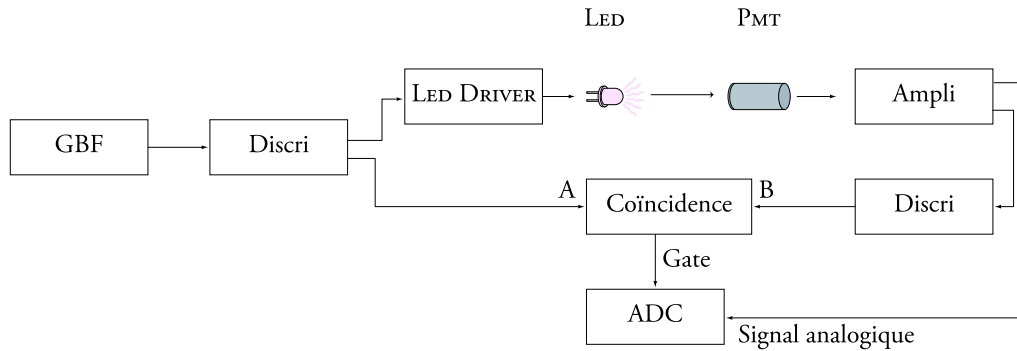 LED
PMT
LED DRIVER
Ampli
GBF
Discri
A
Coïncidence
B
Discri
Gate
ADC
Signal analogique